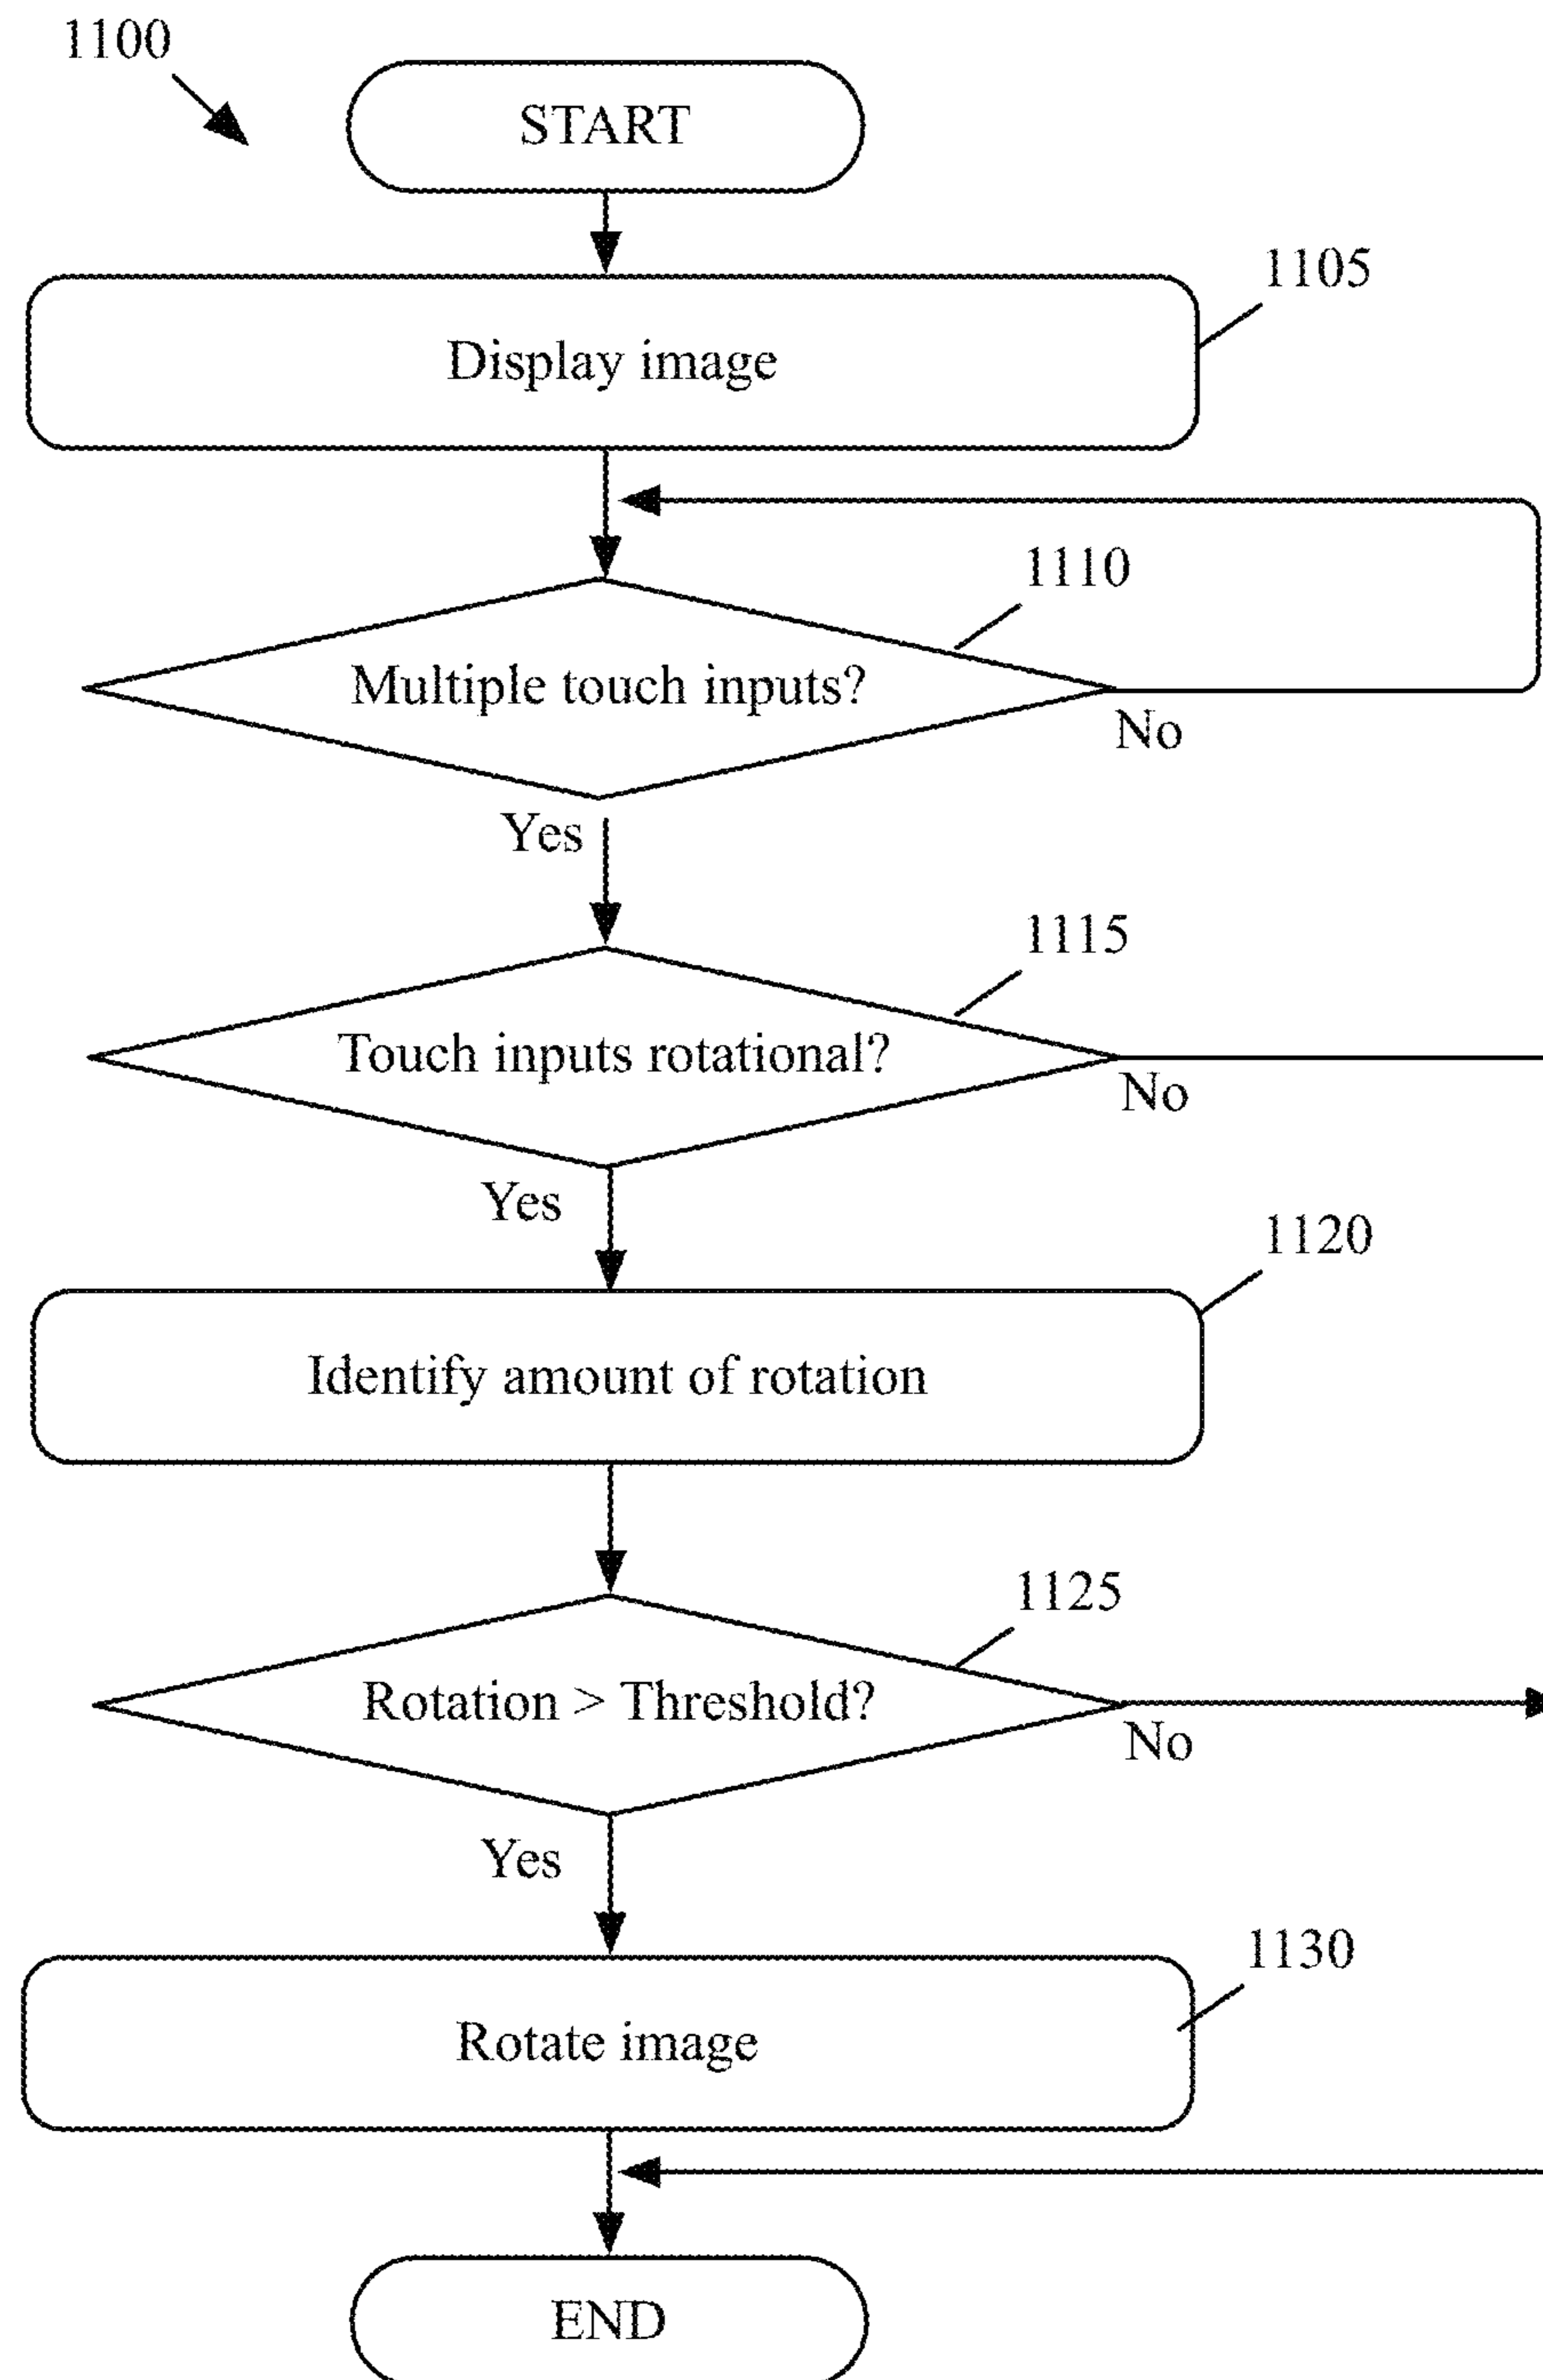 1100
START
1105
Display image
1110
Multiple touch inputs?
No
Yes
1115
Touch inputs rotational?
No
Yes
1120
Identify amount of rotation
1125
Rotation > Threshold?
No
Yes
1130
Rotate image
END